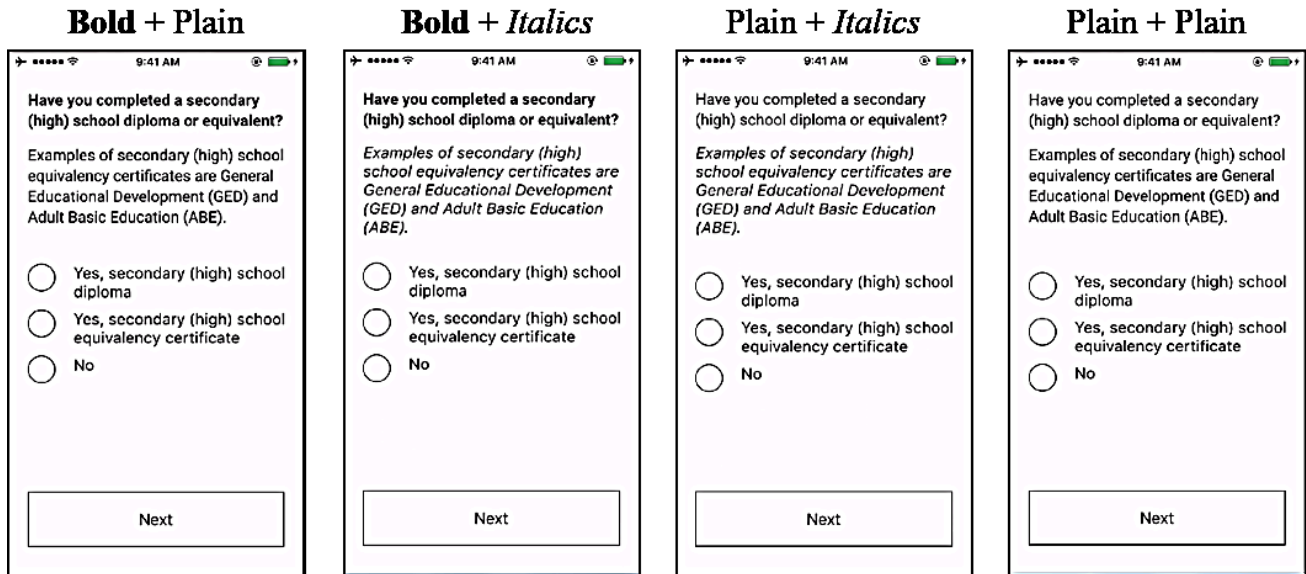 Bold + Plain
9:41 AM
Have you completed a secondary
(high) school diploma or equivalent?
Examples of secondary (high) school
equivalency certificates are General
Educational Development (GED) and
Adult Basic Education (ABE).
Yes, secondary (high) school
diploma
Yes, secondary (high) school
equivalency certificate
No
Next
Bold + Italics
9:41 AM
Have you completed a secondary
(high) school diploma or equivalent?
Examples of secondary (high)
school equivalency certificates are
General Educational Development
(GED) and Adult Basic Education
(ABE).
Yes, secondary (high) school
diploma
Yes, secondary (high) school
equivalency certificate
No
Next
Plain + Italics
9:41 AM
Have you completed a secondary
(high) school diploma or equivalent?
Examples of secondary (high)
school equivalency certificates are
General Educational Development
(GED) and Adult Basic Education
(ABE).
Yes, secondary (high) school
diploma
Yes, secondary (high) school
equivalency certificate
No
Next
Plain + Plain
9:41 AM
Have you completed a secondary
(high) school diploma or equivalent?
Examples of secondary (high) school
equivalency certificates are General
Educational Development (GED) and
Adult Basic Education (ABE).
Yes, secondary (high) school
diploma
Yes, secondary (high) school
equivalency certificate
No
Next